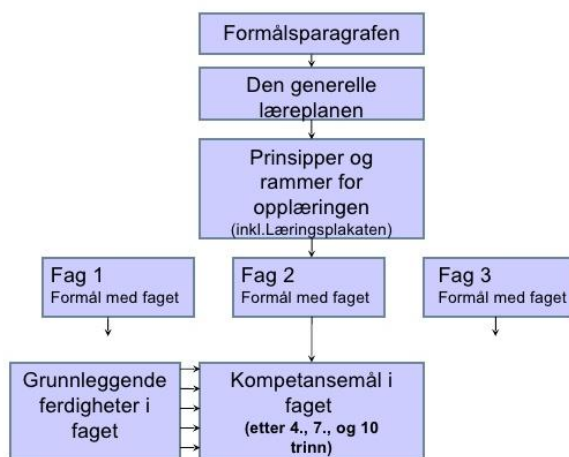 Formålsparagrafen
Den generelle
læreplanen
Prinsipper og
rammer for
opplæringen
(inkl.Læringsplakaten)
Fag 1
Formål med faget
Fag 2
Formål med faget
Fag 3
Formål med faget
Grunnleggende
ferdigheter i
faget
Kompetansemål i
faget
(etter 4., 7., og 10
trinn)